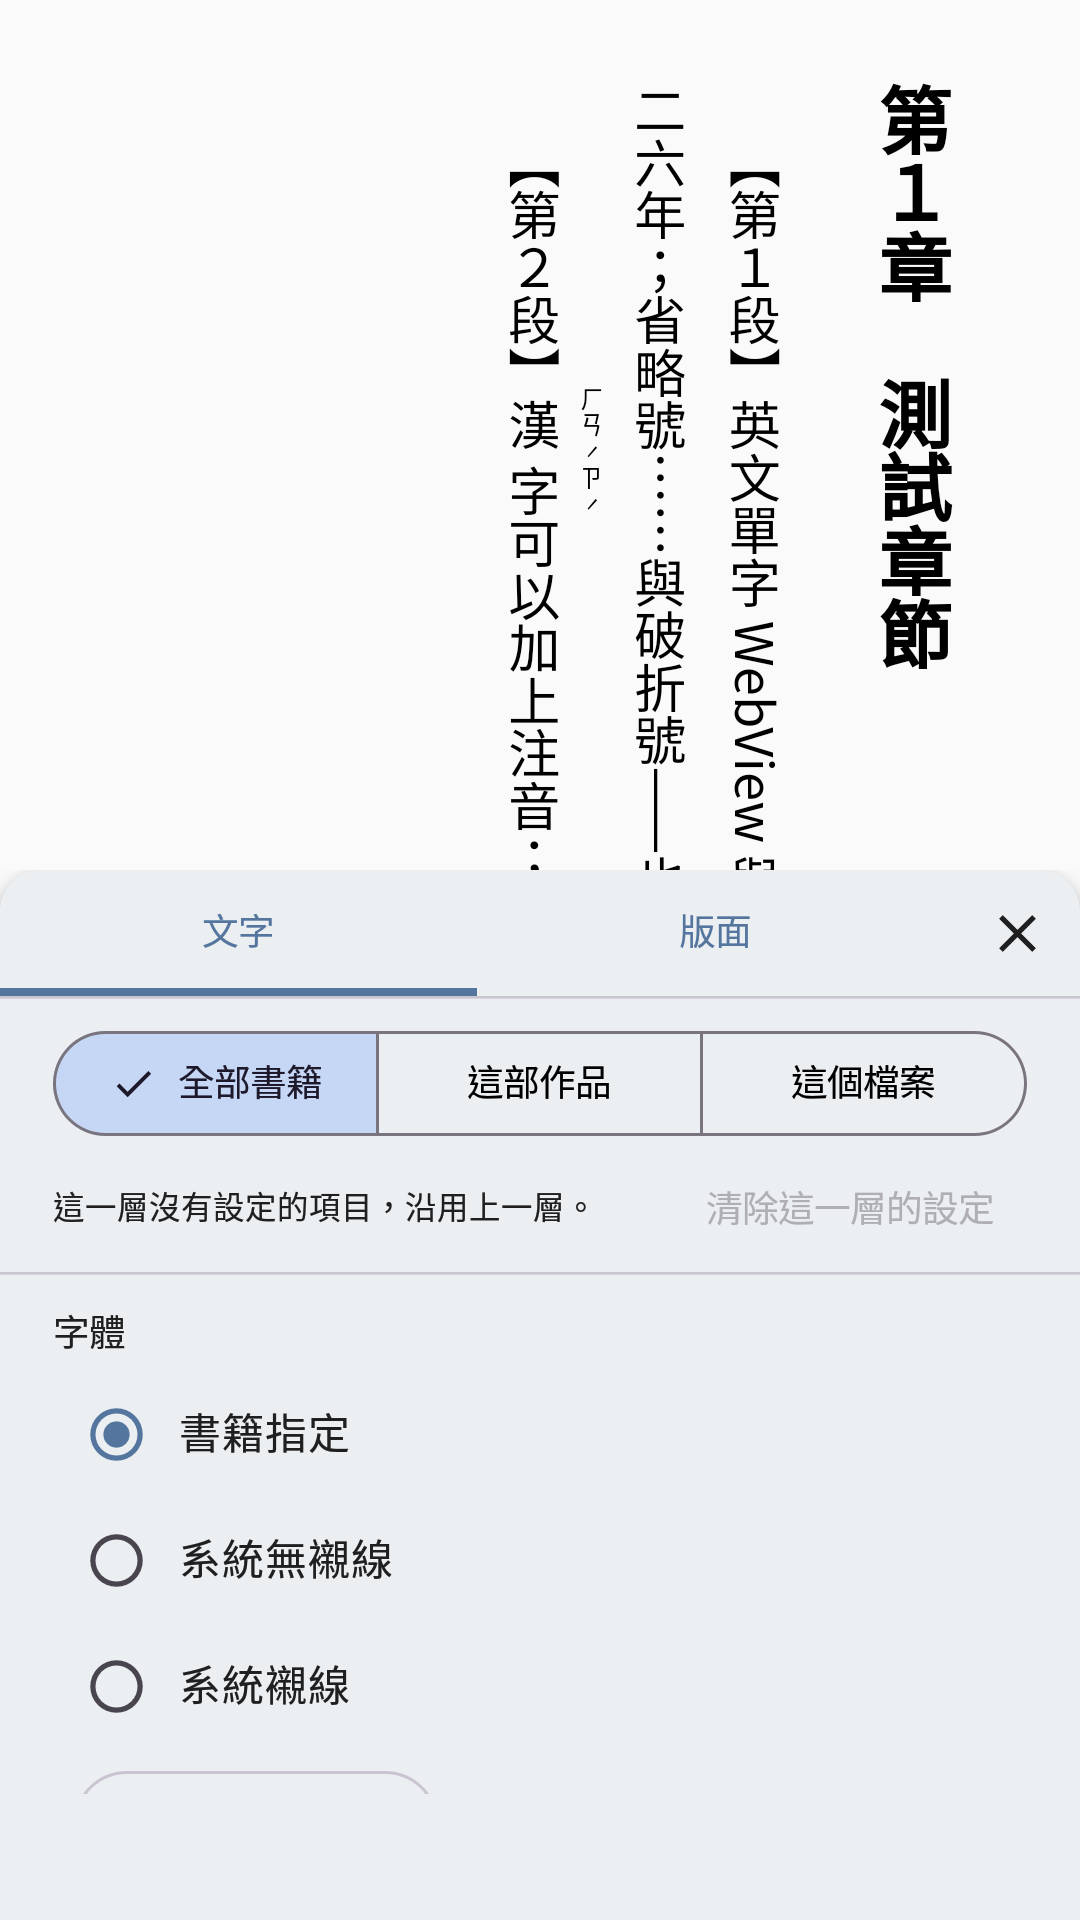 第１章　測試章節
【第１段】英文單字 WebView 與
二六年；省略號……與破折號——也
ㄏㄢˋㄗˋ
【第２段】漢字可以加上注音：
文字
版面
全部書籍
這部作品
這個檔案
這一層沒有設定的項目，沿用上一層。
清除這一層的設定
字體
書籍指定
系統無襯線
系統襯線